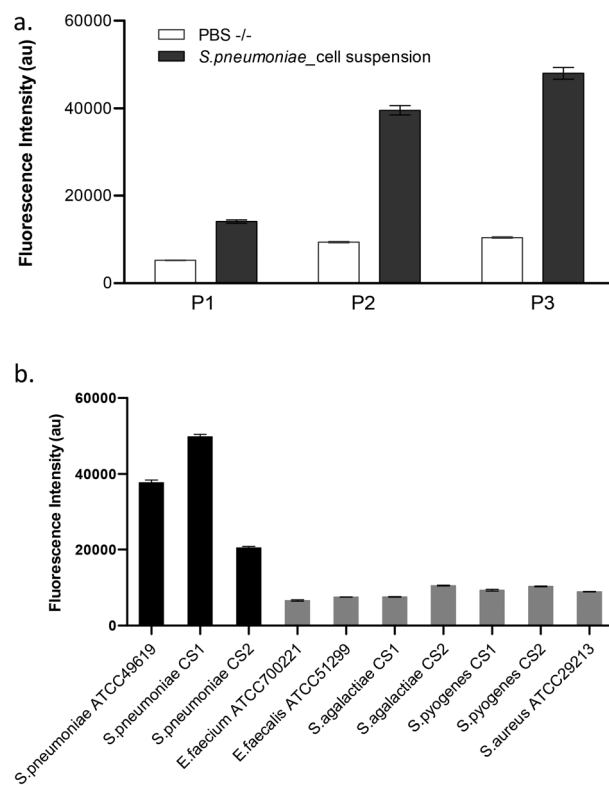 a.
PBS -/-
S.pneumoniae_cell suspension
Fluorescence Intensity (au)
60000
40000
20000
0
P1 P2 P3
b.
Fluorescence Intensity (au)
60000
40000
20000
0
S.pneumoniae ATCC49619
S.pneumoniae CS1
S.pneumoniae CS2
E.faecium ATCC700221
E.faecalis ATCC51299
S.agalactiae CS1
S.agalactiae CS2
S.pyogenes CS1
S.pyogenes CS2
S.aureus ATCC29213